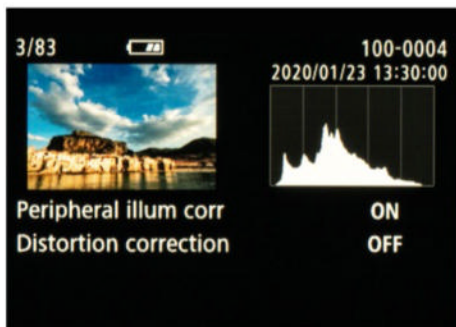 3/83
100-0004
2020/01/23 13:30:00
Peripheral illum corr ON
Distortion correction OFF